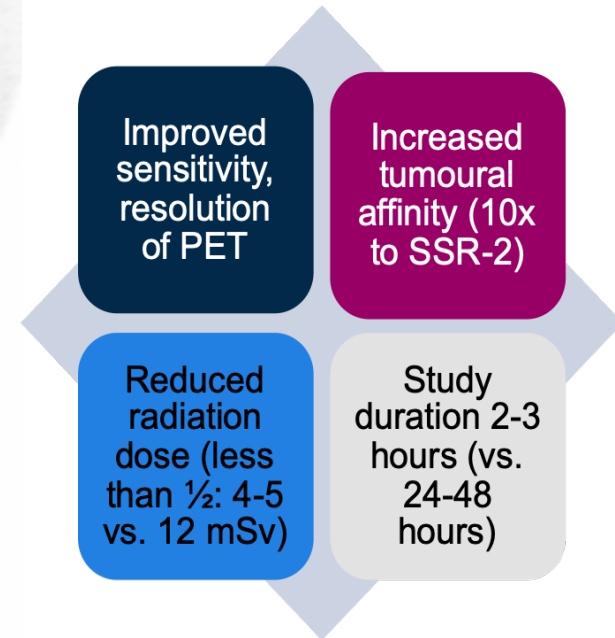 Improved
sensitivity,
resolution
of PET
Increased
tumoural
affinity (10x
to SSR-2)
Reduced
radiation
dose (less
than ½: 4-5
vs. 12 mSv)
Study
duration 2-3
hours (vs.
24-48
hours)